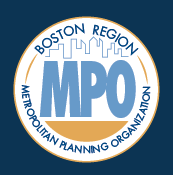 BOSTON REGION
MPO
METROPOLITAN PLANNING ORGANIZATION